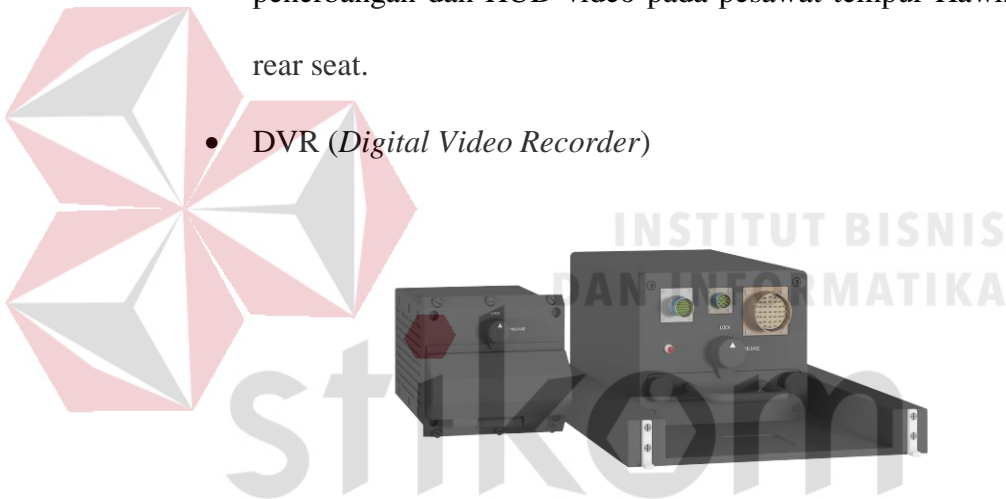 rear seat.
• DVR (Digital Video Recorder)
INSTITUT BISNIS
DAN INFORMATIKA
LOCK
RELEASE
stikom